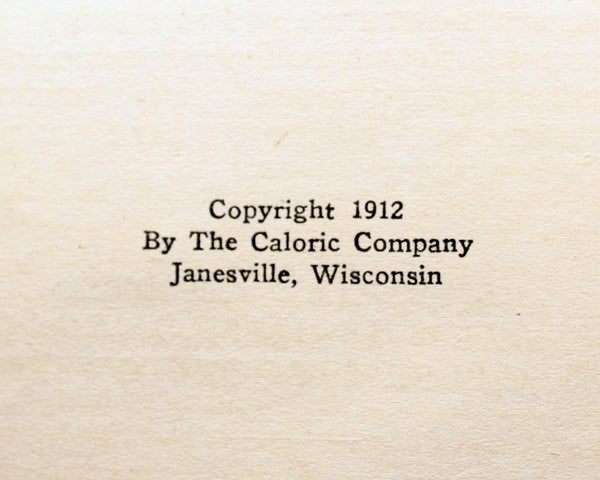 Copyright 1912
By The Caloric Company
Janesville, Wisconsin